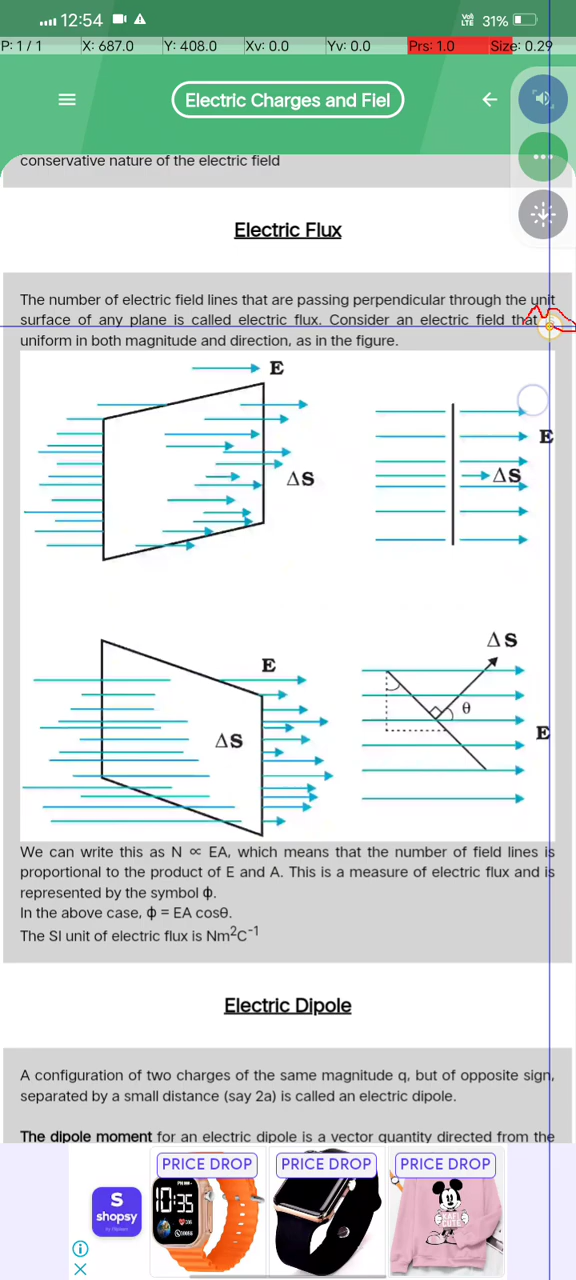 12:54
31%
P: 1 / 1 X: 687.0 Y: 408.0 Xv: 0.0 Yv: 0.0 Prs: 1.0 Size: 0.29
Electric Charges and Fiel
conservative nature of the electric field
Electric Flux
The number of electric field lines that are passing perpendicular through the unit
surface of any plane is called electric flux. Consider an electric field that
uniform in both magnitude and direction, as in the figure.
E
E
ΔS
ΔS
ΔS
E
θ
ΔS
E
We can write this as N ∝ EA, which means that the number of field lines is
proportional to the product of E and A. This is a measure of electric flux and is
represented by the symbol ϕ.
In the above case, ϕ = EA cosθ.
The SI unit of electric flux is Nm²C⁻¹
Electric Dipole
A configuration of two charges of the same magnitude q, but of opposite sign,
separated by a small distance (say 2a) is called an electric dipole.
The dipole moment for an electric dipole is a vector quantity directed from the
PRICE DROP PRICE DROP PRICE DROP
S
shopsy
10:35